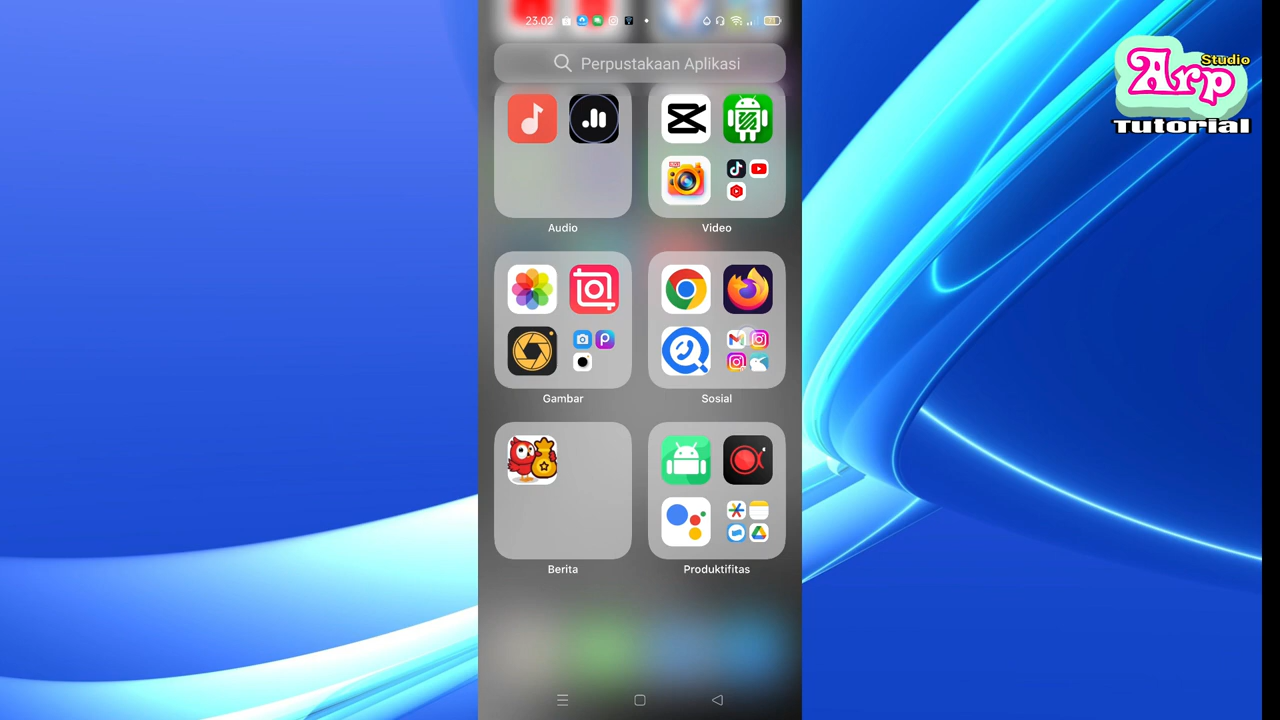 23.02
Perpustakaan Aplikasi
Studio
Arp
Tutorial
Audio
Video
Gambar
Sosial
Berita
Produktifitas